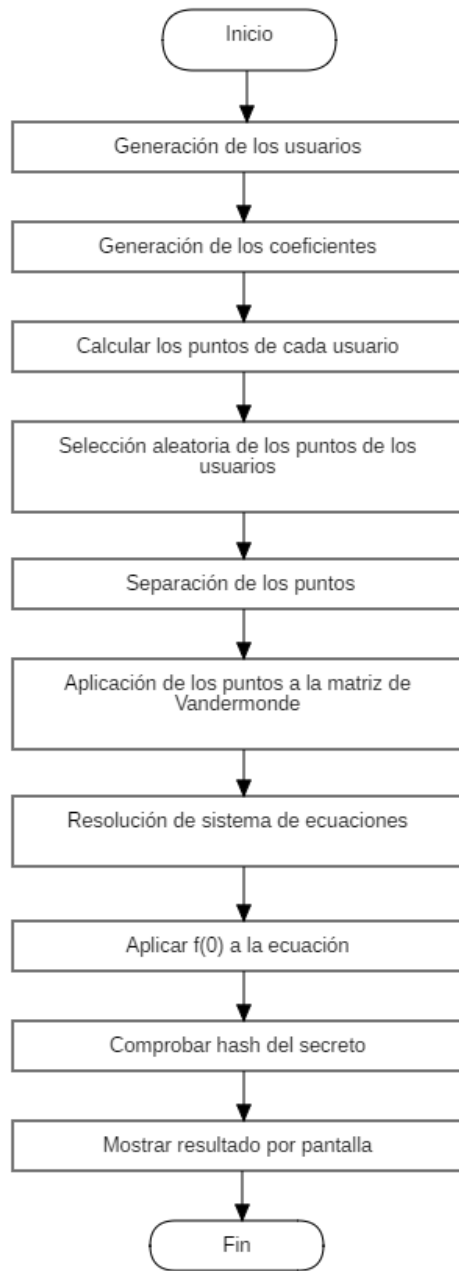 Inicio
Generación de los usuarios
Generación de los coeficientes
Calcular los puntos de cada usuario
Selección aleatoria de los puntos de los
usuarios
Separación de los puntos
Aplicación de los puntos a la matriz de
Vandermonde
Resolución de sistema de ecuaciones
Aplicar f(0) a la ecuación
Comprobar hash del secreto
Mostrar resultado por pantalla
Fin